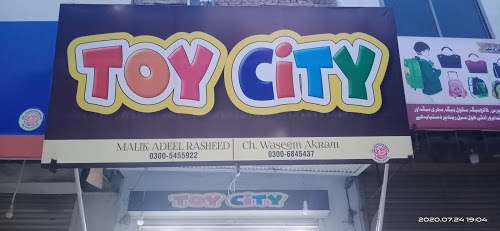 TOY CiTY
MALIK ADEEL RASHEED
0300-5455922
Ch. Waseem Akram
0300-6845437
TOY CiTY
2020.07.24 19:04